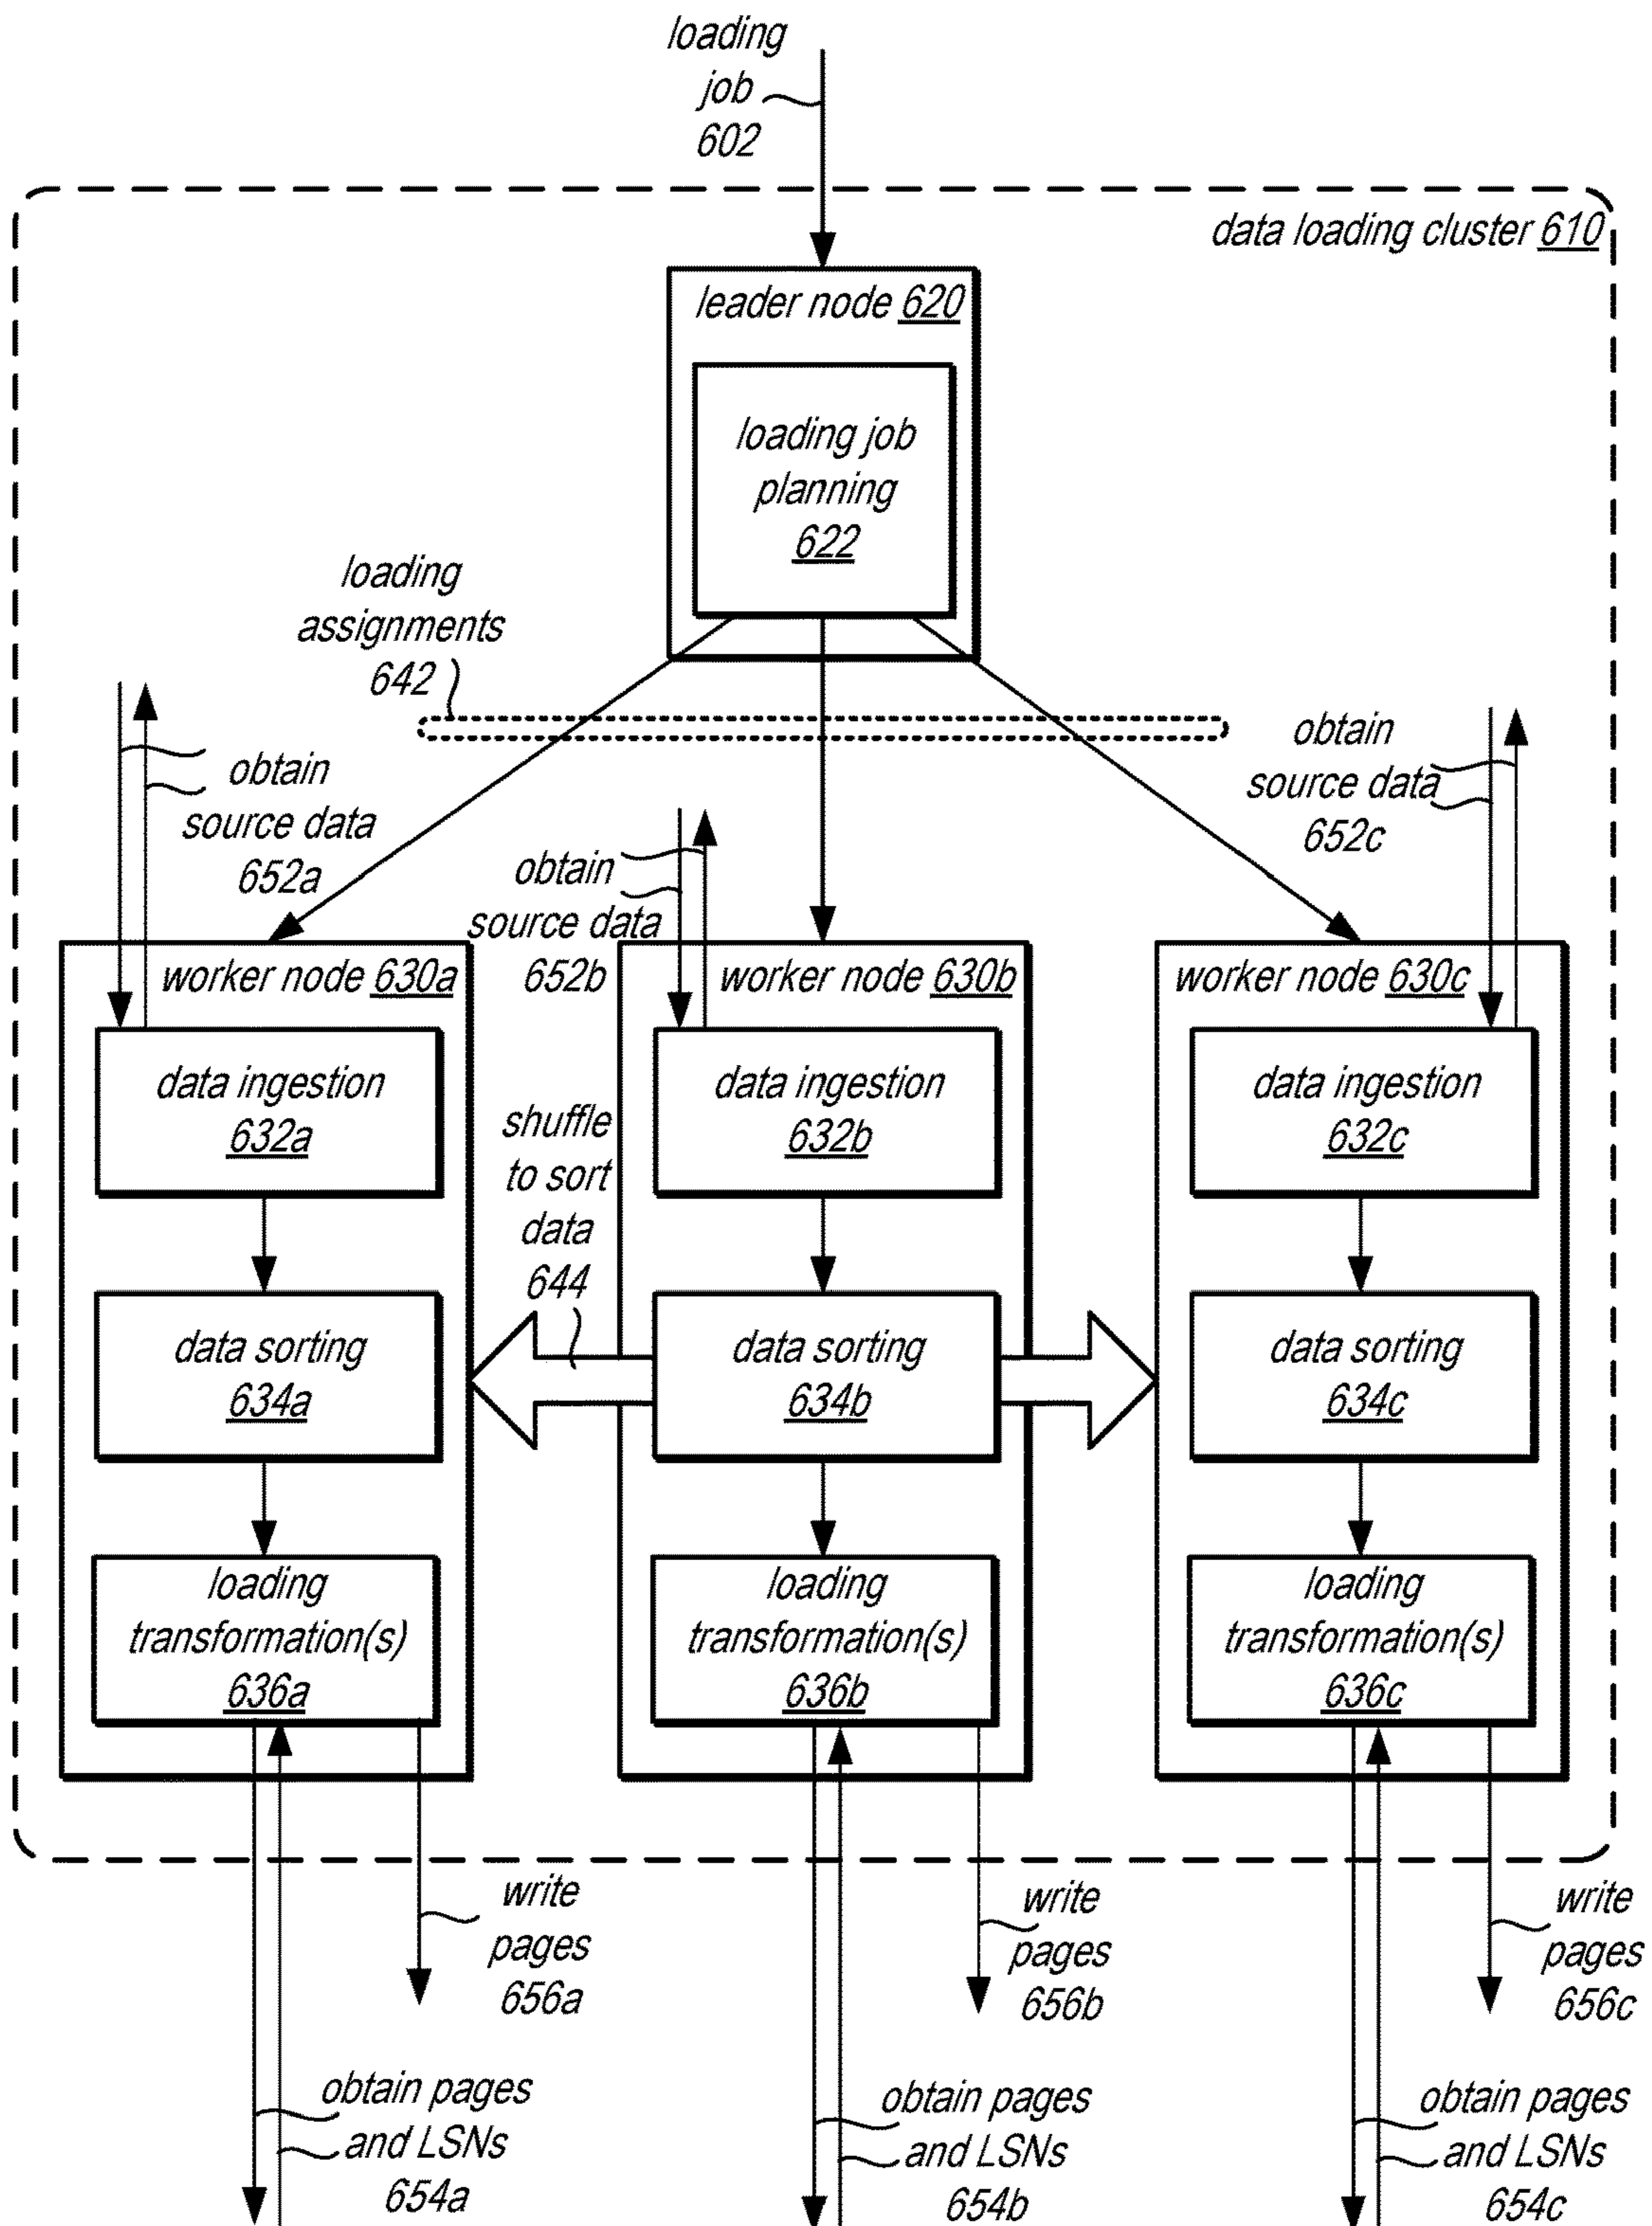 loading
job
602
data loading cluster 610
leader node 620
loading job
planning
622
loading
assignments
642
obtain
source data
652a
obtain
source data
652b
obtain
source data
652c
worker node 630a
data ingestion
632a
data sorting
634a
loading
transformation(s)
636a
shuffle
to sort
data
644
worker node 630b
data ingestion
632b
data sorting
634b
loading
transformation(s)
636b
worker node 630c
data ingestion
632c
data sorting
634c
loading
transformation(s)
636c
write
pages
656a
write
pages
656b
write
pages
656c
obtain pages
and LSNs
654a
obtain pages
and LSNs
654b
obtain pages
and LSNs
654c